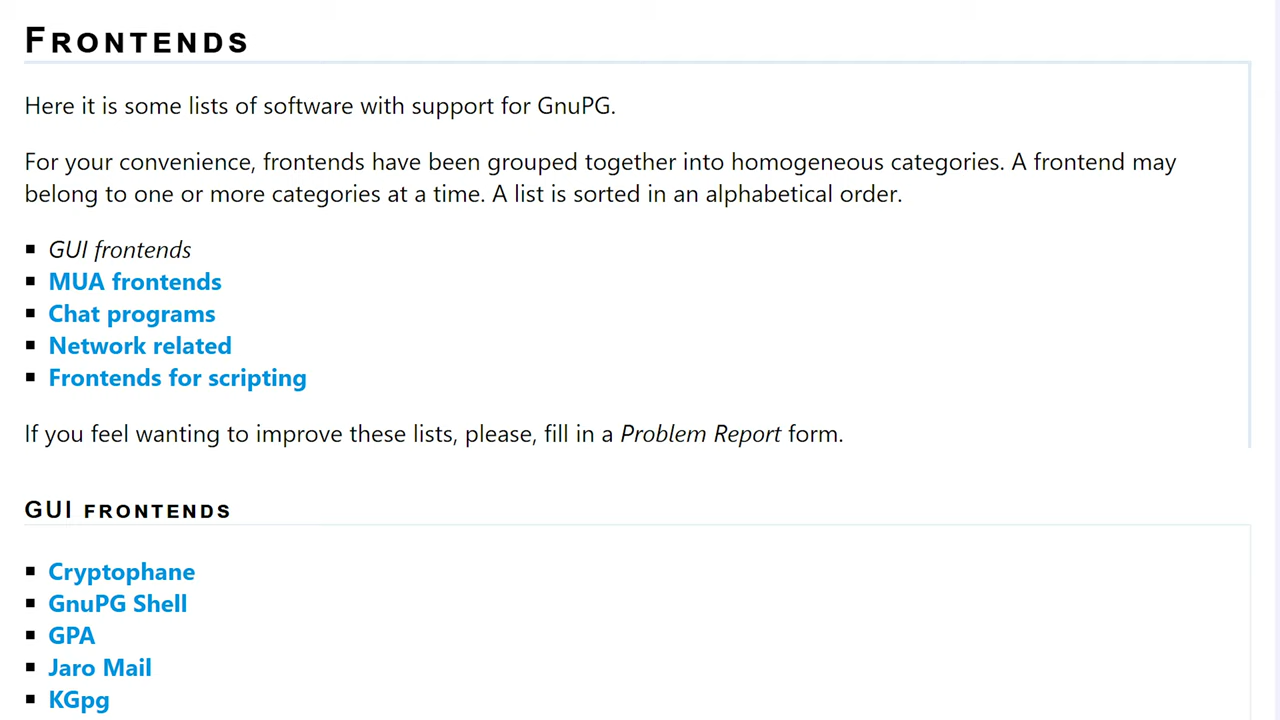 Frontends
Here it is some lists of software with support for GnuPG.
For your convenience, frontends have been grouped together into homogeneous categories. A frontend may
belong to one or more categories at a time. A list is sorted in an alphabetical order.
GUI frontends
MUA frontends
Chat programs
Network related
Frontends for scripting
If you feel wanting to improve these lists, please, fill in a Problem Report form.
GUI frontends
Cryptophane
GnuPG Shell
GPA
Jaro Mail
KGpg